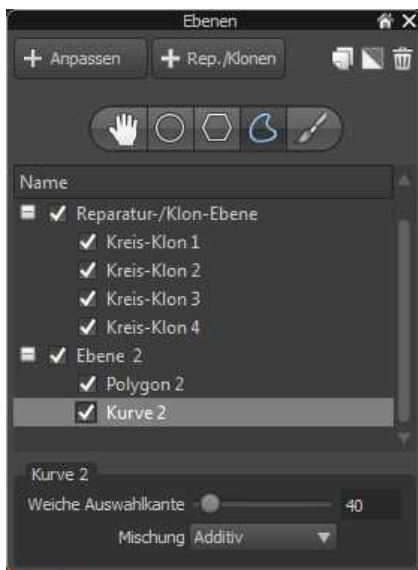 Ebenen
Anpassen Rep./Klonen
Name
Reparatur-/Klon-Ebene
Kreis-Klon 1
Kreis-Klon 2
Kreis-Klon 3
Kreis-Klon 4
Ebene 2
Polygon 2
Kurve 2
Kurve 2
Weiche Auswahlkante 40
Mischung Additiv